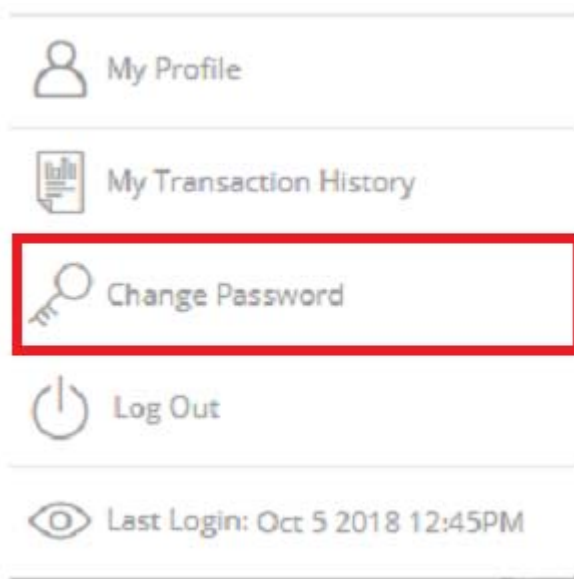 My Profile
My Transaction History
Change Password
Log Out
Last Login: Oct 5 2018 12:45PM